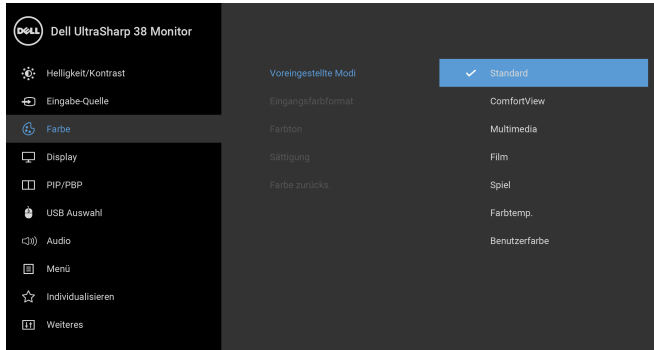 DELL Dell UltraSharp 38 Monitor
Helligkeit/Kontrast
Eingabe-Quelle
Farbe
Display
PIP/PBP
USB Auswahl
Audio
Menü
Individualisieren
Weiteres
Voreingestellte Modi
Eingangsfarbformat
Farbton
Sättigung
Farbe zurücks.
Standard
ComfortView
Multimedia
Film
Spiel
Farbtemp.
Benutzerfarbe